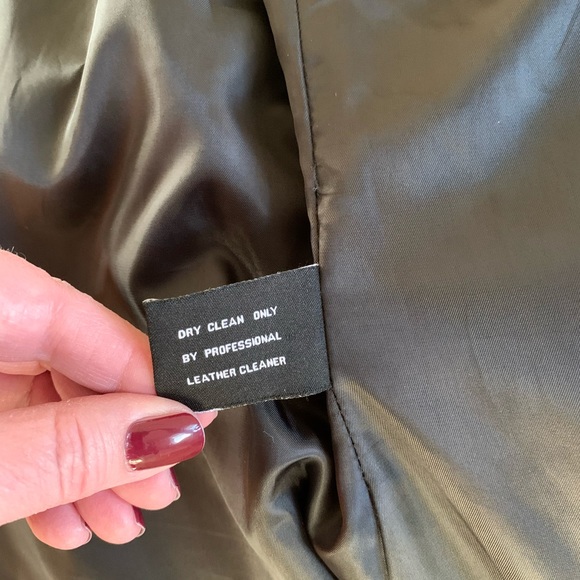 DRY CLEAN ONLY
BY PROFESSIONAL
LEATHER CLEANER